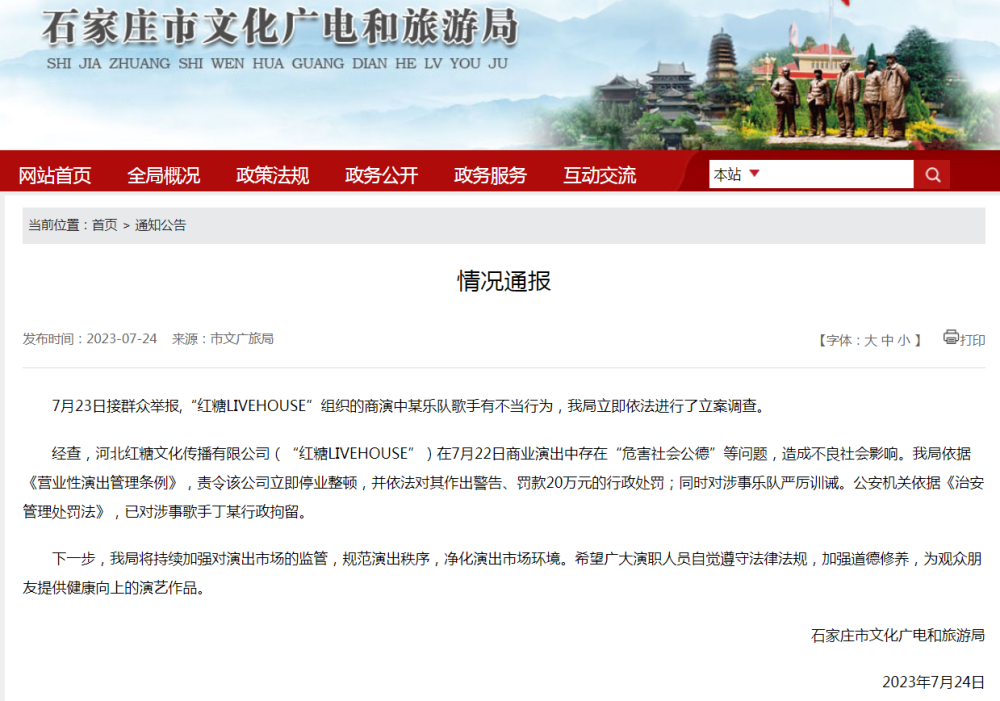 石家庄市文化广电和旅游局
SHI JIA ZHUANG SHI WEN HUA GUANG DIAN HE LV YOU JU
网站首页 全局概况 政策法规 政务公开 政务服务 互动交流 本站
当前位置：首页 > 通知公告
情况通报
发布时间：2023-07-24 来源：市文广旅局 【字体：大 中 小 】 打印
7月23日接群众举报,“红糖LIVEHOUSE”组织的商演中某乐队歌手有不当行为，我局立即依法进行了立案调查。
经查，河北红糖文化传播有限公司（“红糖LIVEHOUSE”）在7月22日商业演出中存在“危害社会公德”等问题，造成不良社会影响。我局依据
《营业性演出管理条例》，责令该公司立即停业整顿，并依法对其作出警告、罚款20万元的行政处罚；同时对涉事乐队严厉训诫。公安机关依据《治安
管理处罚法》，已对涉事歌手丁某行政拘留。
下一步，我局将持续加强对演出市场的监管，规范演出秩序，净化演出市场环境。希望广大演职人员自觉遵守法律法规，加强道德修养，为观众朋
友提供健康向上的演艺作品。
石家庄市文化广电和旅游局
2023年7月24日